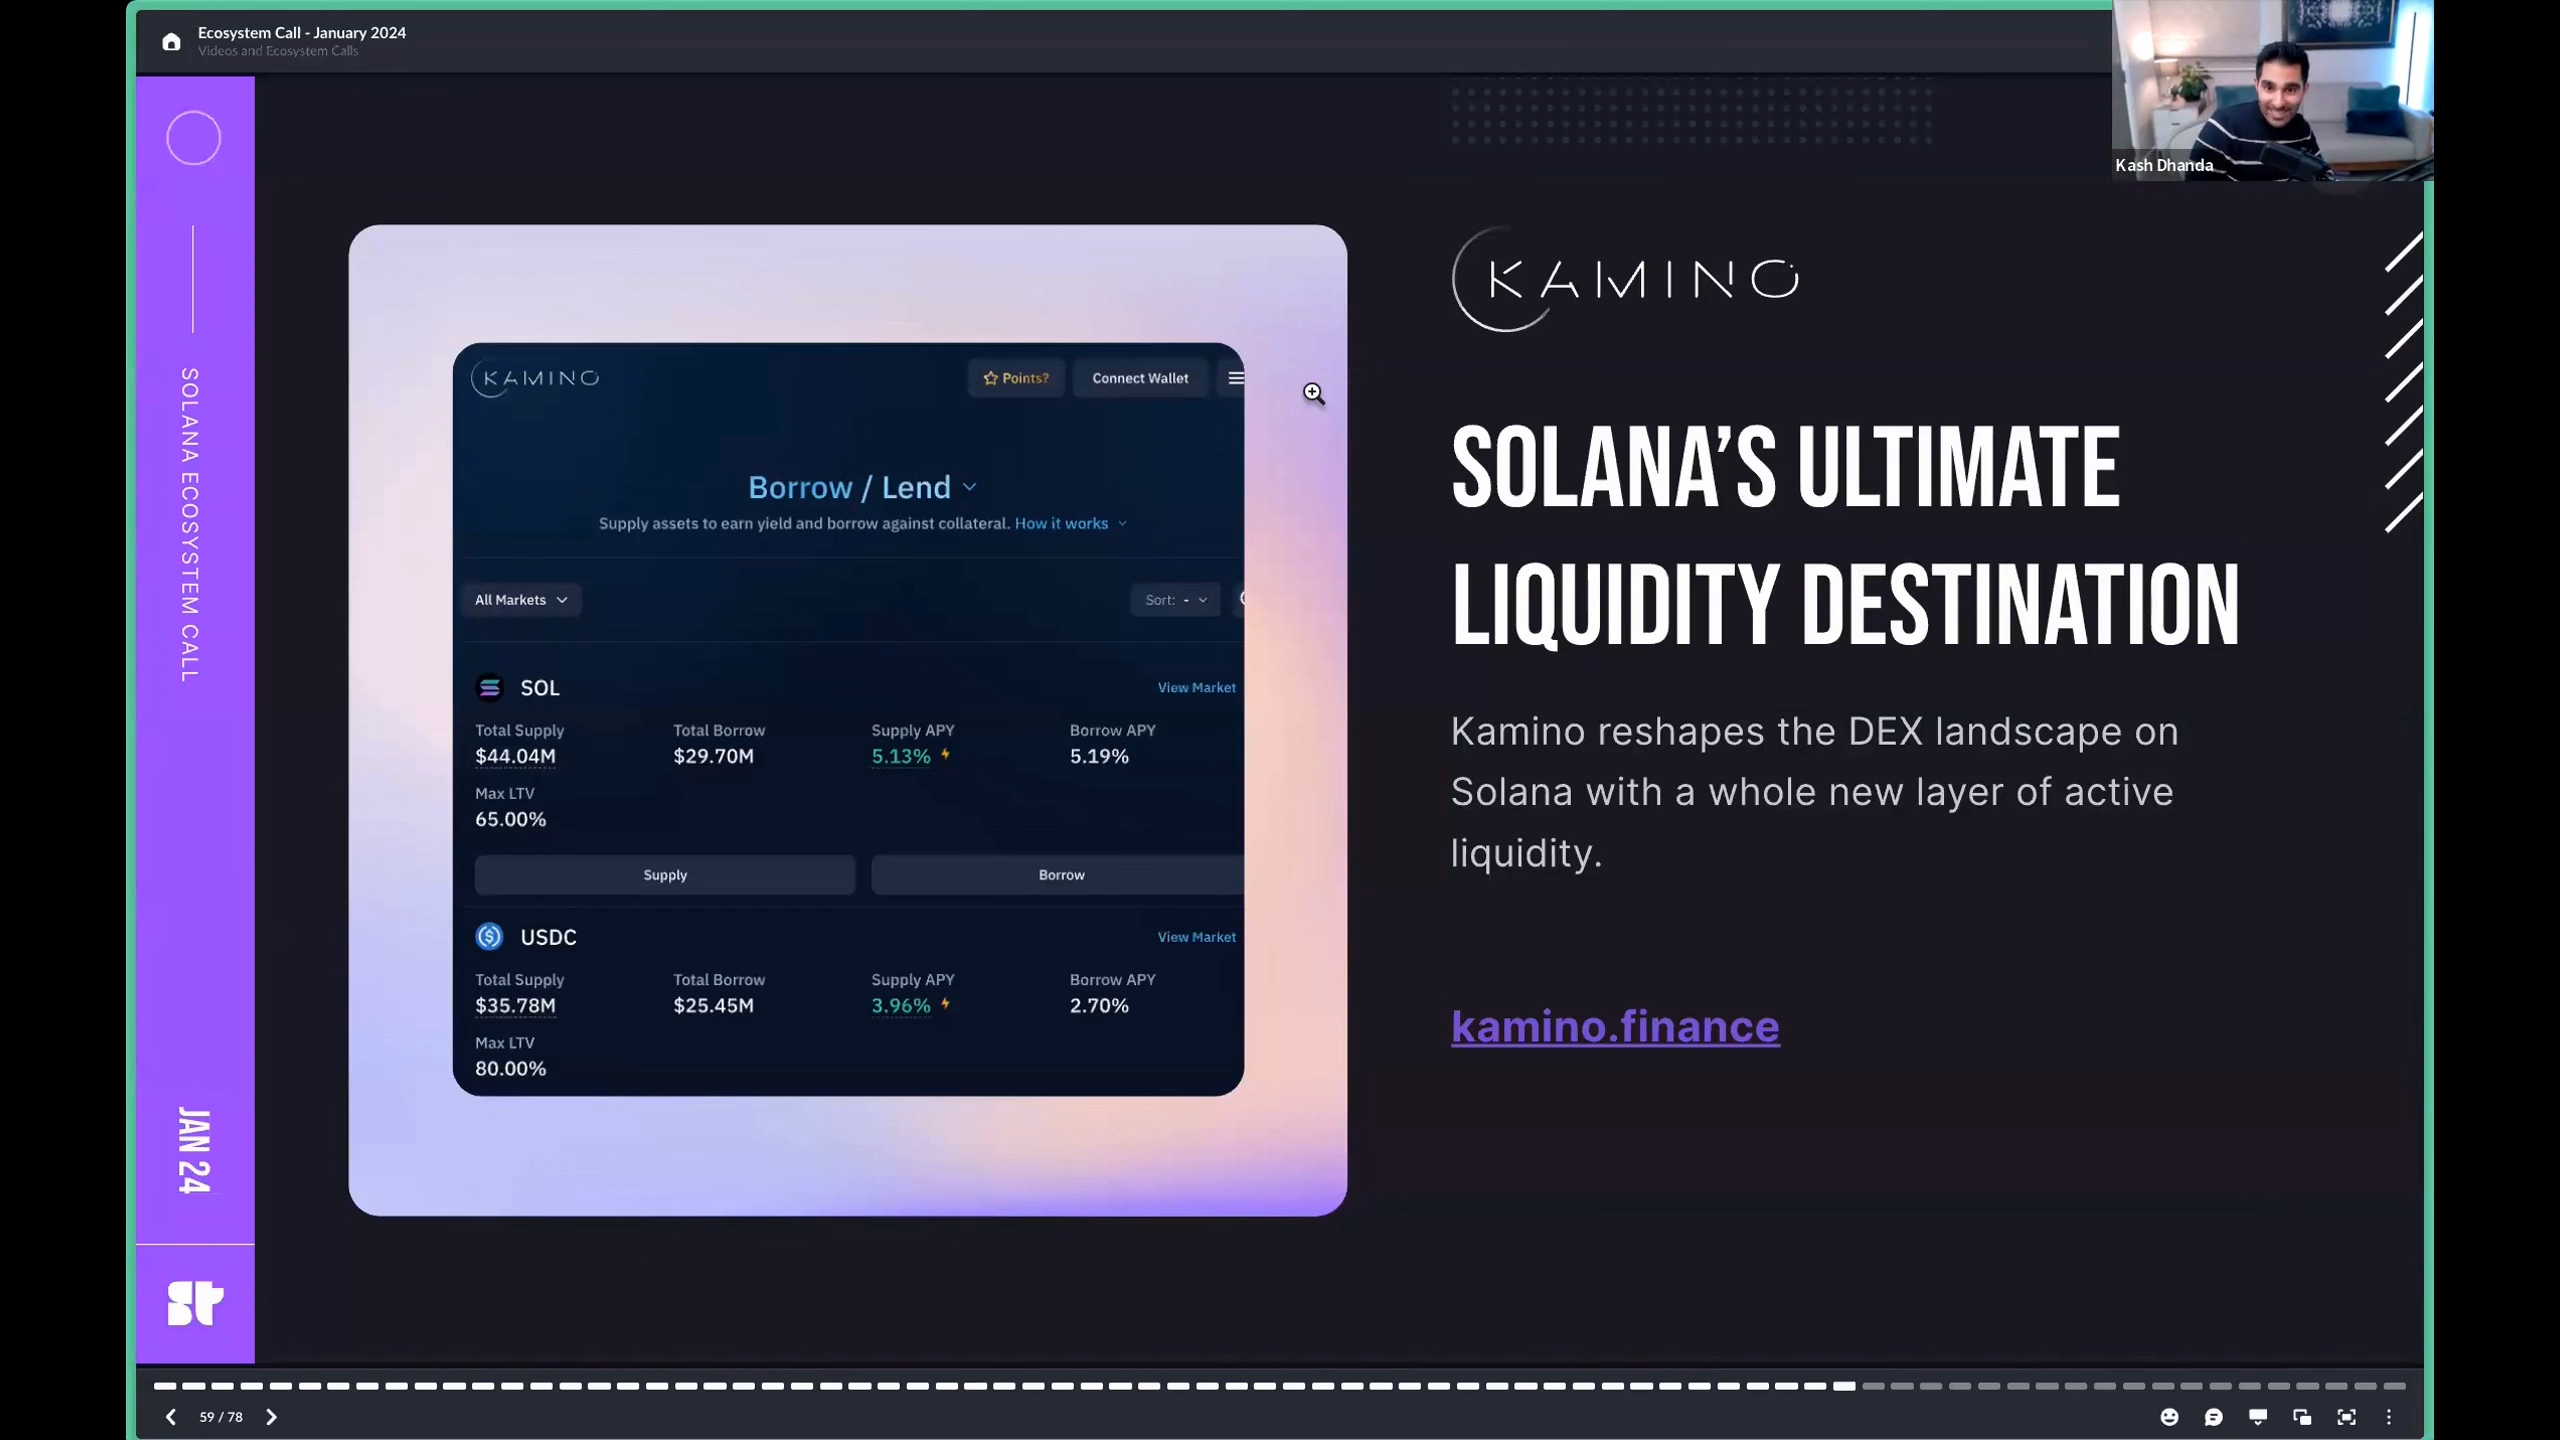 Ecosystem Call - January 2024
Videos and Ecosystem Calls
Kash Dhanda
SOLANA ECOSYSTEM CALL
JAN 24
st
KAMINO
Points?
Connect Wallet
Borrow / Lend
Supply assets to earn yield and borrow against collateral. How it works
All Markets
Sort: -
SOL
View Market
Total Supply Total Borrow Supply APY Borrow APY
$44.04M $29.70M 5.13% 5.19%
Max LTV
65.00%
Supply Borrow
USDC
View Market
Total Supply Total Borrow Supply APY Borrow APY
$35.78M $25.45M 3.96% 2.70%
Max LTV
80.00%
KAMINO
SOLANA’S ULTIMATE
LIQUIDITY DESTINATION
Kamino reshapes the DEX landscape on
Solana with a whole new layer of active
liquidity.
kamino.finance
59 / 78